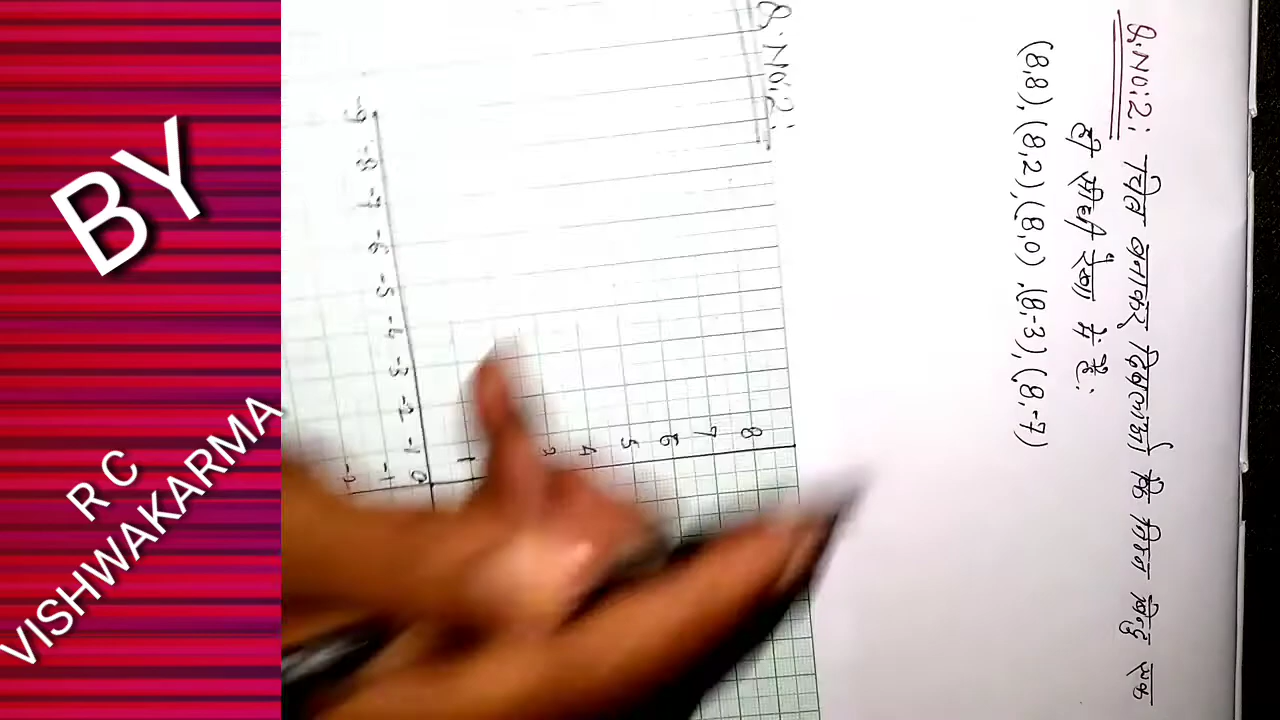 Q.No:2: चित्र बनाकर दिखलाओ कि निम्न बिन्दु एक
ही सीधी रेखा में हैं:
(8,8), (8,2), (8,0) , (8,-3), (8,-7)
Q.No:2:
8
7
6
5
4
3
1
-9 -8 -7 -6 -5 -4 -3 -2 -1 0
-1
-2
BY
R C
VISHWAKARMA